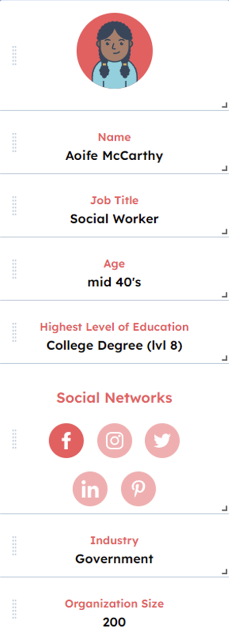 Name
Aoife McCarthy
Job Title
Social Worker
Age
mid 40's
Highest Level of Education
College Degree (lvl 8)
Social Networks
Industry
Government
Organization Size
200